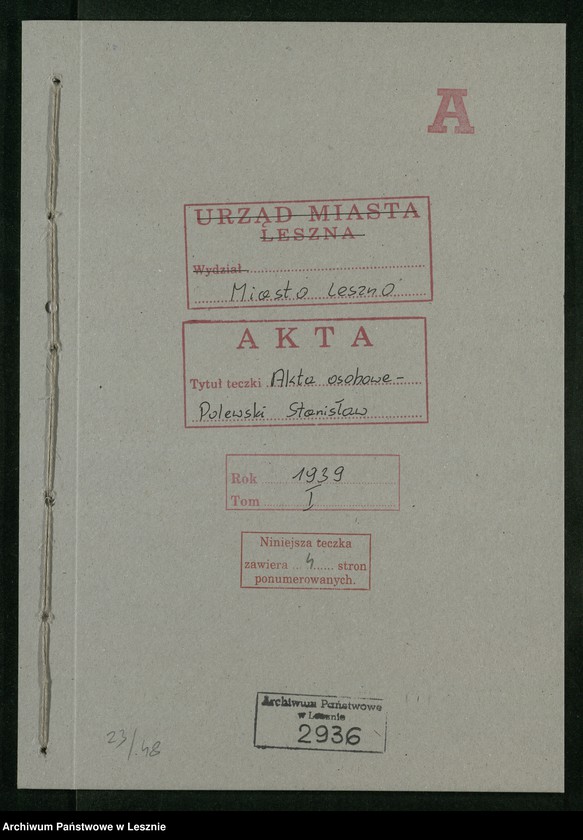 A
URZĄD MIASTA
LESZNA
Wydział
Miasto Leszno
AKTA
Tytuł teczki Akta osobowe -
Pulewski Stanisław
Rok 1939
Tom I
Niniejsza teczka
zawiera 4 stron
ponumerowanych.
Archiwum Państwowe
w Lesznie
2936
23/48
Archiwum Państwowe w Lesznie